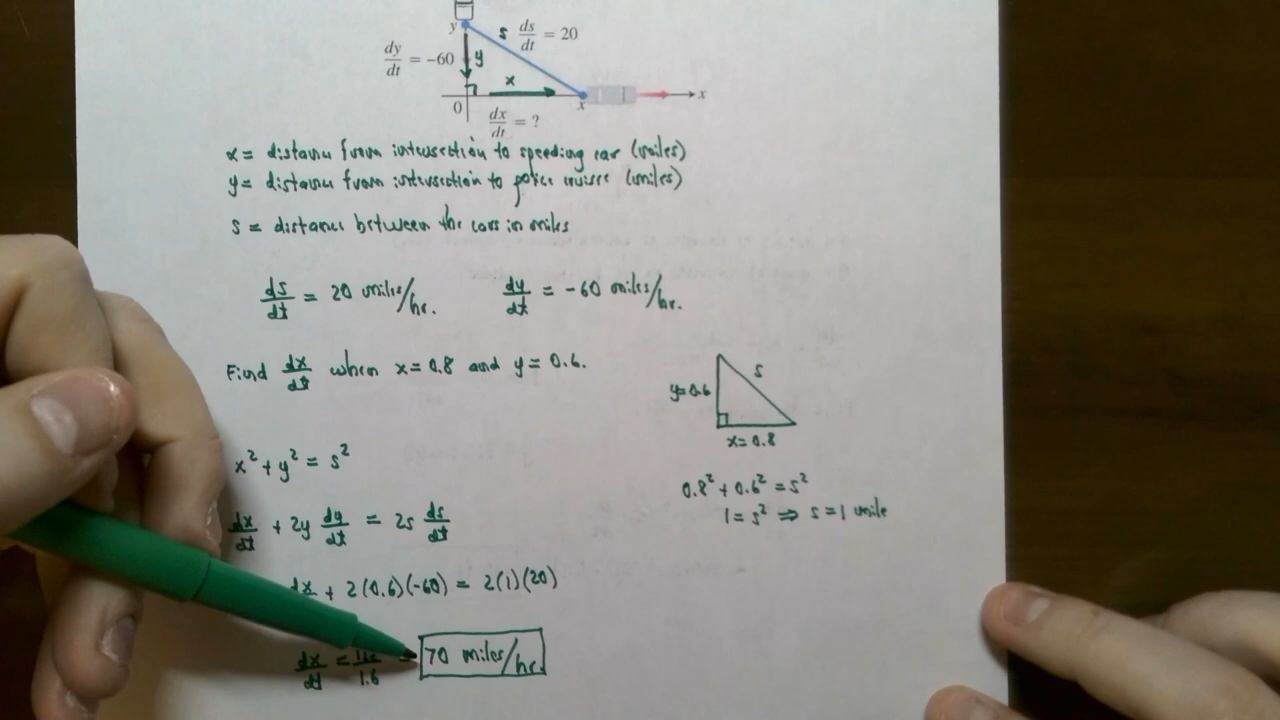 y s ds/dt = 20
dy/dt = -60 y
x
0 x x
dx/dt = ?
x = distance from intersection to speeding car (miles)
y = distance from intersection to police cruiser (miles)
s = distance between the cars in miles
ds/dt = 20 miles/hr. dy/dt = -60 miles/hr.
Find dx/dt when x = 0.8 and y = 0.6.
y = 0.6 s
x = 0.8
x² + y² = s²
0.8² + 0.6² = s²
1 = s² ⇒ s = 1 mile
dx/dt + 2y dy/dt = 2s ds/dt
dx + 2(0.6)(-60) = 2(1)(20)
dx/dt = /1.6 = 70 miles/hr.